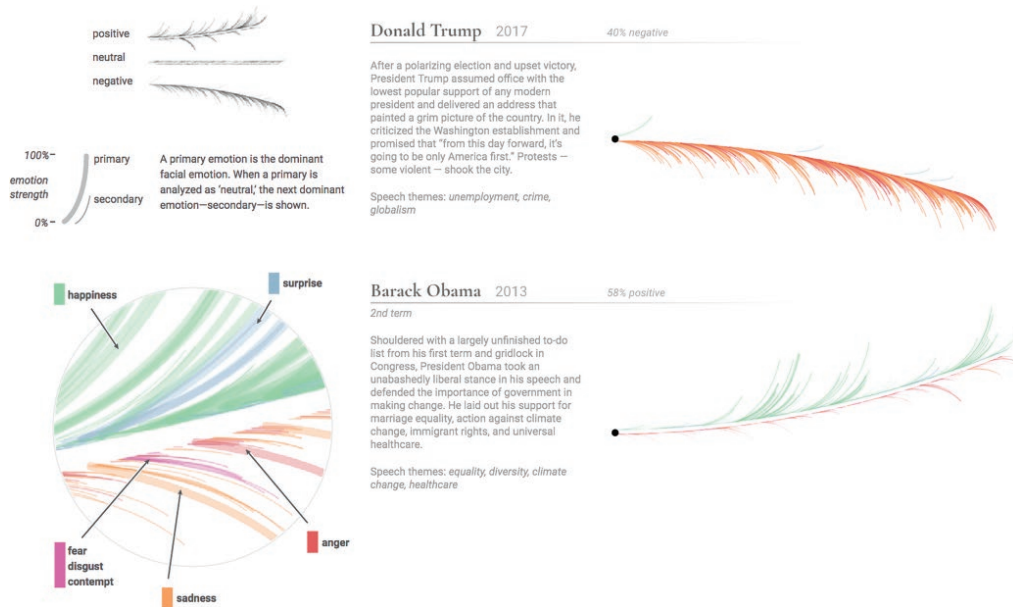 positive
neutral
negative
100%
emotion
strength
0%
primary
secondary
A primary emotion is the dominant
facial emotion. When a primary is
analyzed as ‘neutral,’ the next dominant
emotion—secondary—is shown.
happiness
surprise
fear
disgust
contempt
sadness
anger
Donald Trump 2017 40% negative
After a polarizing election and upset victory,
President Trump assumed office with the
lowest popular support of any modern
president and delivered an address that
painted a grim picture of the country. In it, he
criticized the Washington establishment and
promised that “from this day forward, it’s
going to be only America first.” Protests —
some violent — shook the city.
Speech themes: unemployment, crime,
globalism
Barack Obama 2013 58% positive
2nd term
Shouldered with a largely unfinished to-do
list from his first term and gridlock in
Congress, President Obama took an
unabashedly liberal stance in his speech and
defended the importance of government in
making change. He laid out his support for
marriage equality, action against climate
change, immigrant rights, and universal
healthcare.
Speech themes: equality, diversity, climate
change, healthcare